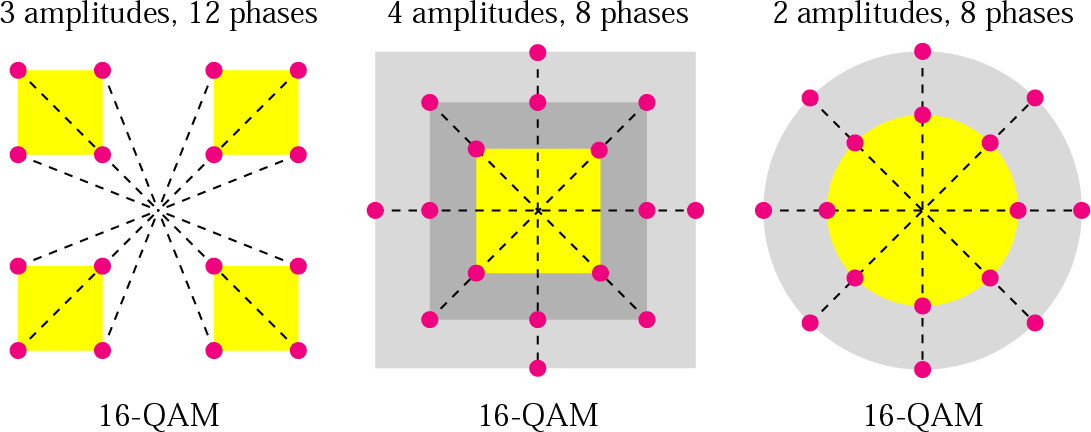 3 amplitudes, 12 phases
4 amplitudes, 8 phases
2 amplitudes, 8 phases
16-QAM
16-QAM
16-QAM